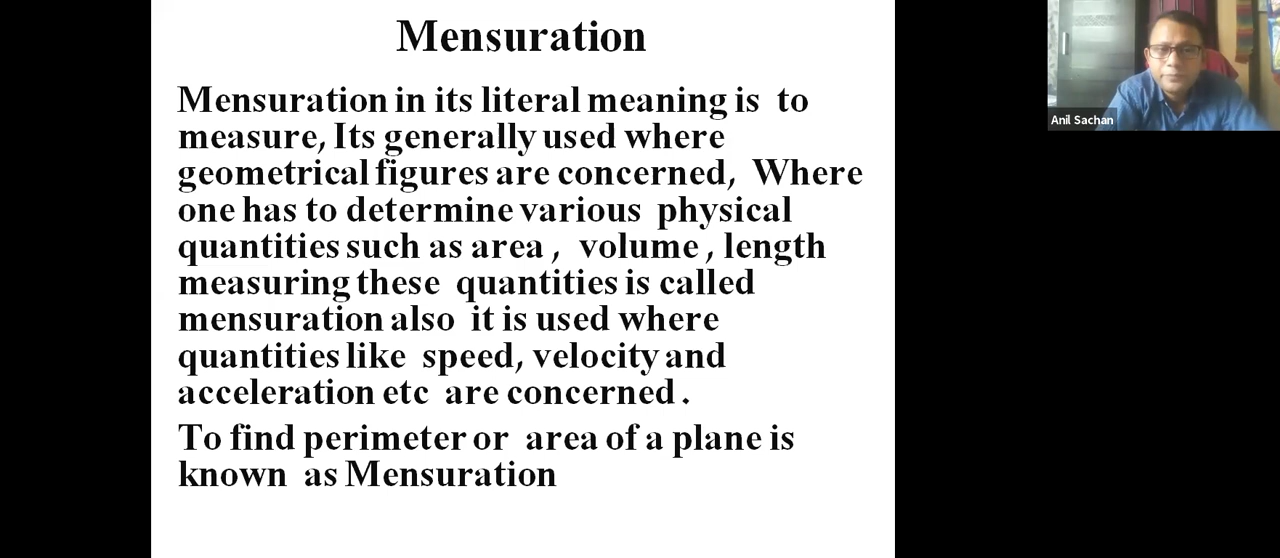 Mensuration
Mensuration in its literal meaning is to
measure, Its generally used where
geometrical figures are concerned, Where
one has to determine various physical
quantities such as area , volume , length
measuring these quantities is called
mensuration also it is used where
quantities like speed, velocity and
acceleration etc are concerned .
To find perimeter or area of a plane is
known as Mensuration
Anil Sachan